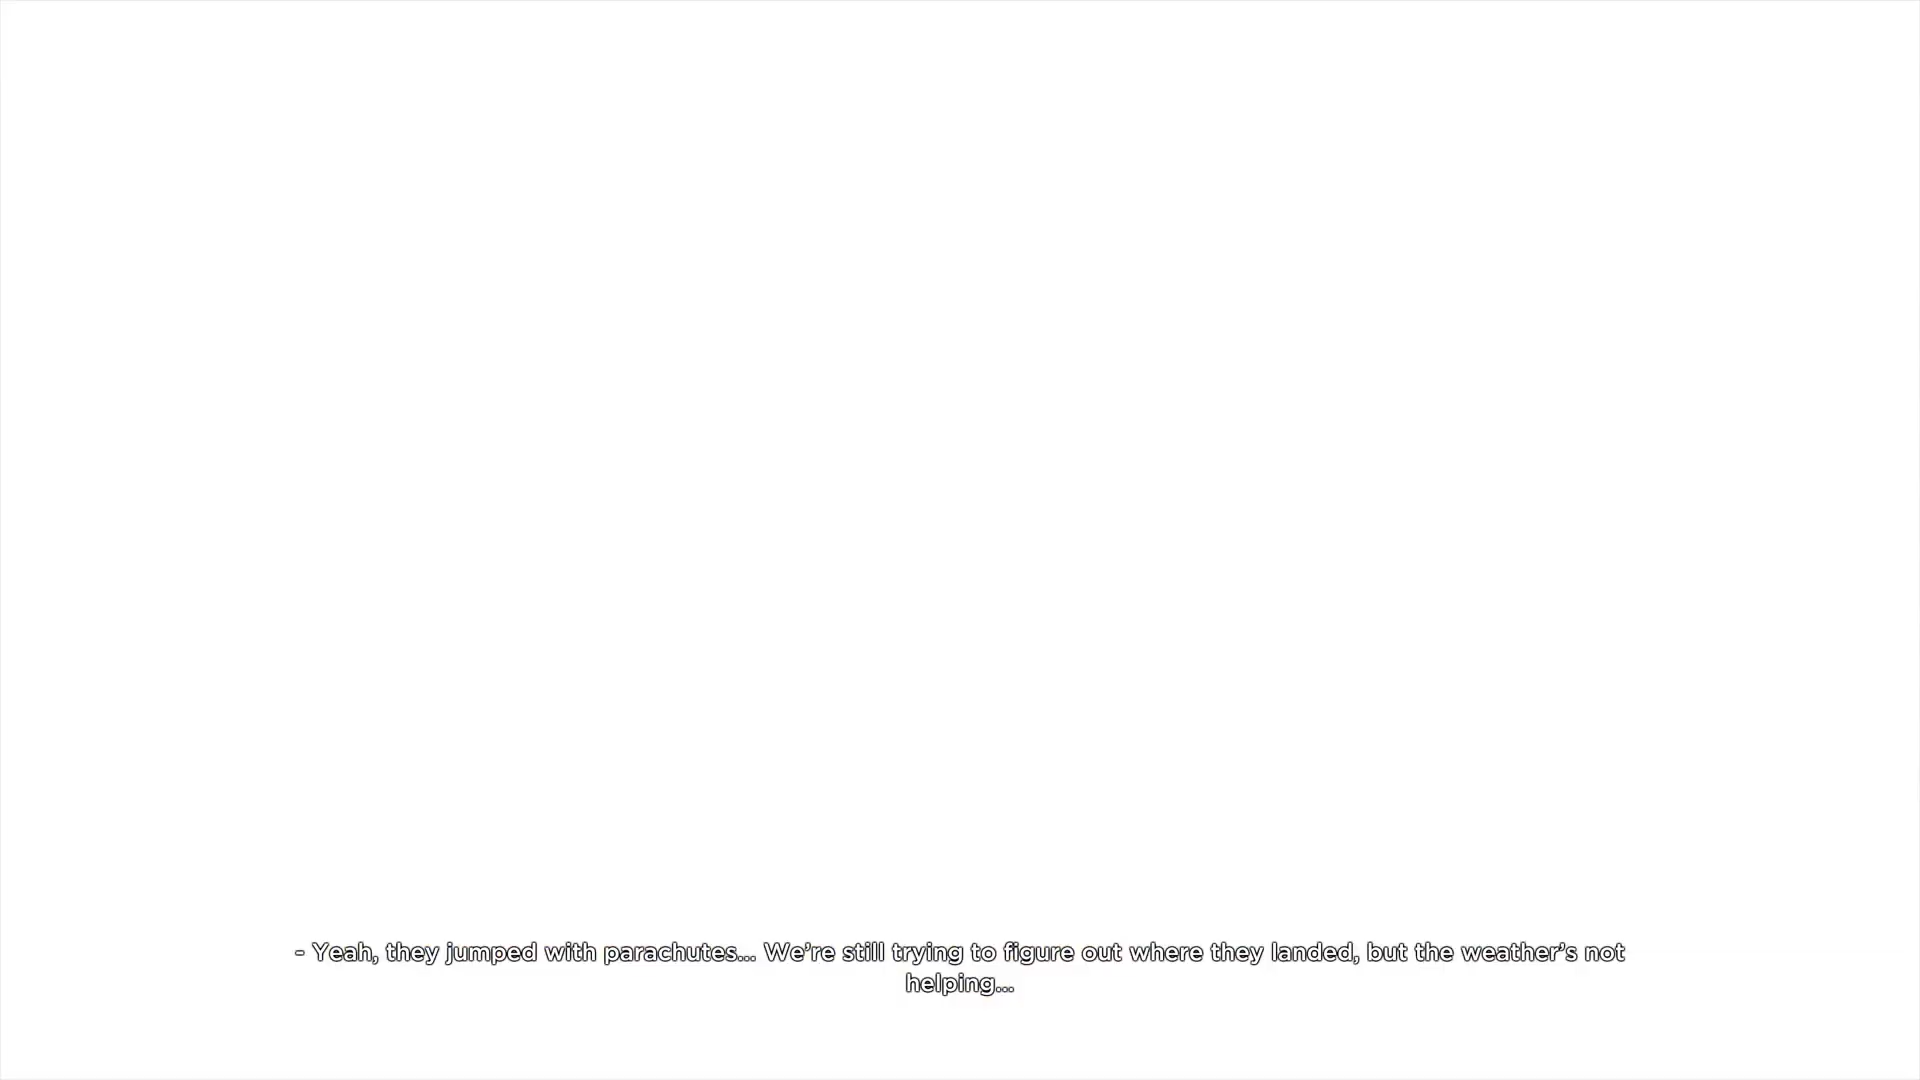 - Yeah, they jumped with parachutes... We’re still trying to figure out where they landed, but the weather’s not
helping...